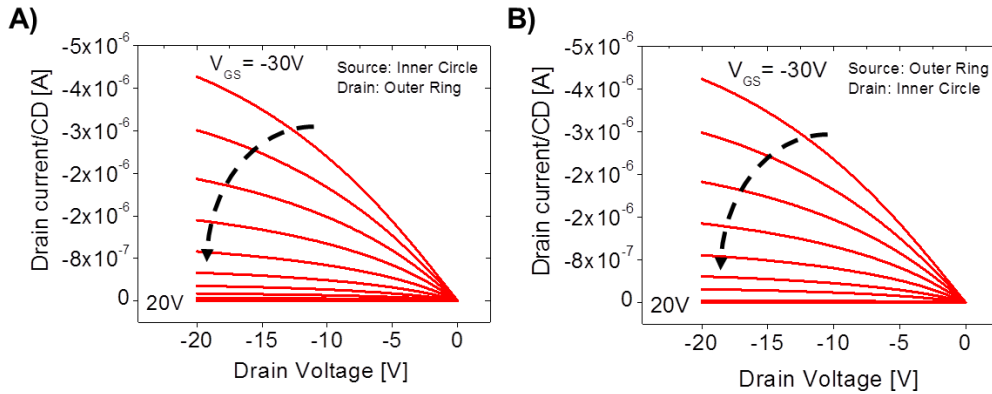 A)
Drain current/CD [A]
-5x10⁻⁶
-4x10⁻⁶
-3x10⁻⁶
-2x10⁻⁶
-2x10⁻⁶
-8x10⁻⁷
0
V_GS = -30V
Source: Inner Circle
Drain: Outer Ring
20V
-20 -15 -10 -5 0
Drain Voltage [V]
B)
Drain current/CD [A]
-5x10⁻⁶
-4x10⁻⁶
-3x10⁻⁶
-2x10⁻⁶
-2x10⁻⁶
-8x10⁻⁷
0
V_GS = -30V
Source: Outer Ring
Drain: Inner Circle
20V
-20 -15 -10 -5 0
Drain Voltage [V]